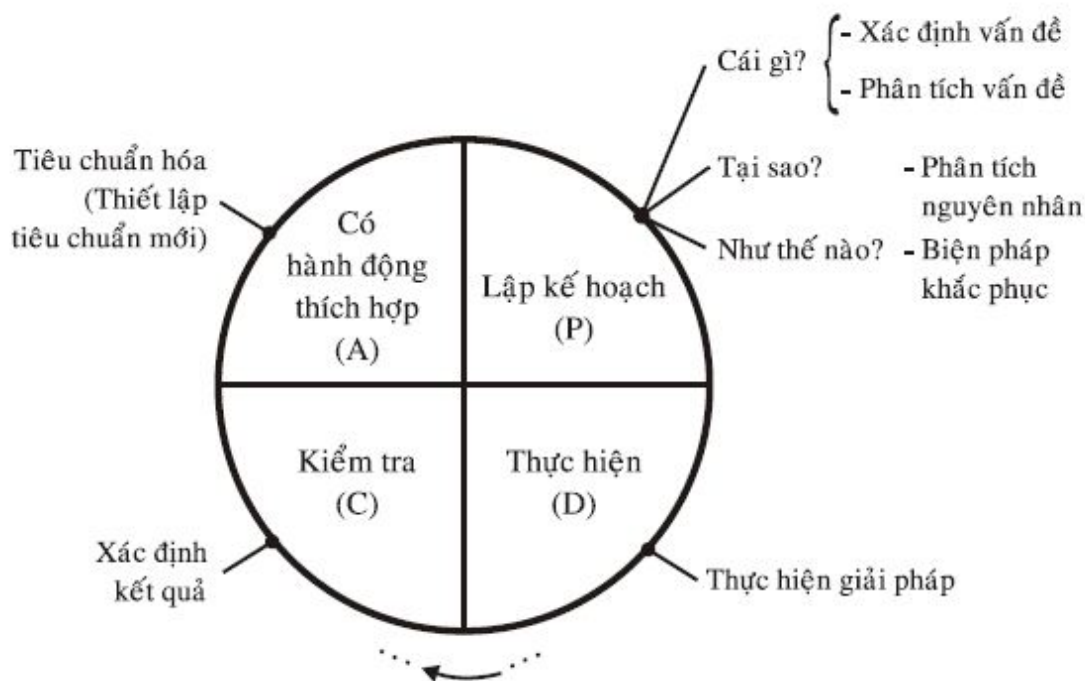 Cái gì?
- Xác định vấn đề
- Phân tích vấn đề
Tại sao?
- Phân tích
nguyên nhân
Như thế nào?
- Biện pháp
khắc phục
Tiêu chuẩn hóa
(Thiết lập
tiêu chuẩn mới)
Có
hành động
thích hợp
(A)
Lập kế hoạch
(P)
Kiểm tra
(C)
Thực hiện
(D)
Xác định
kết quả
Thực hiện giải pháp